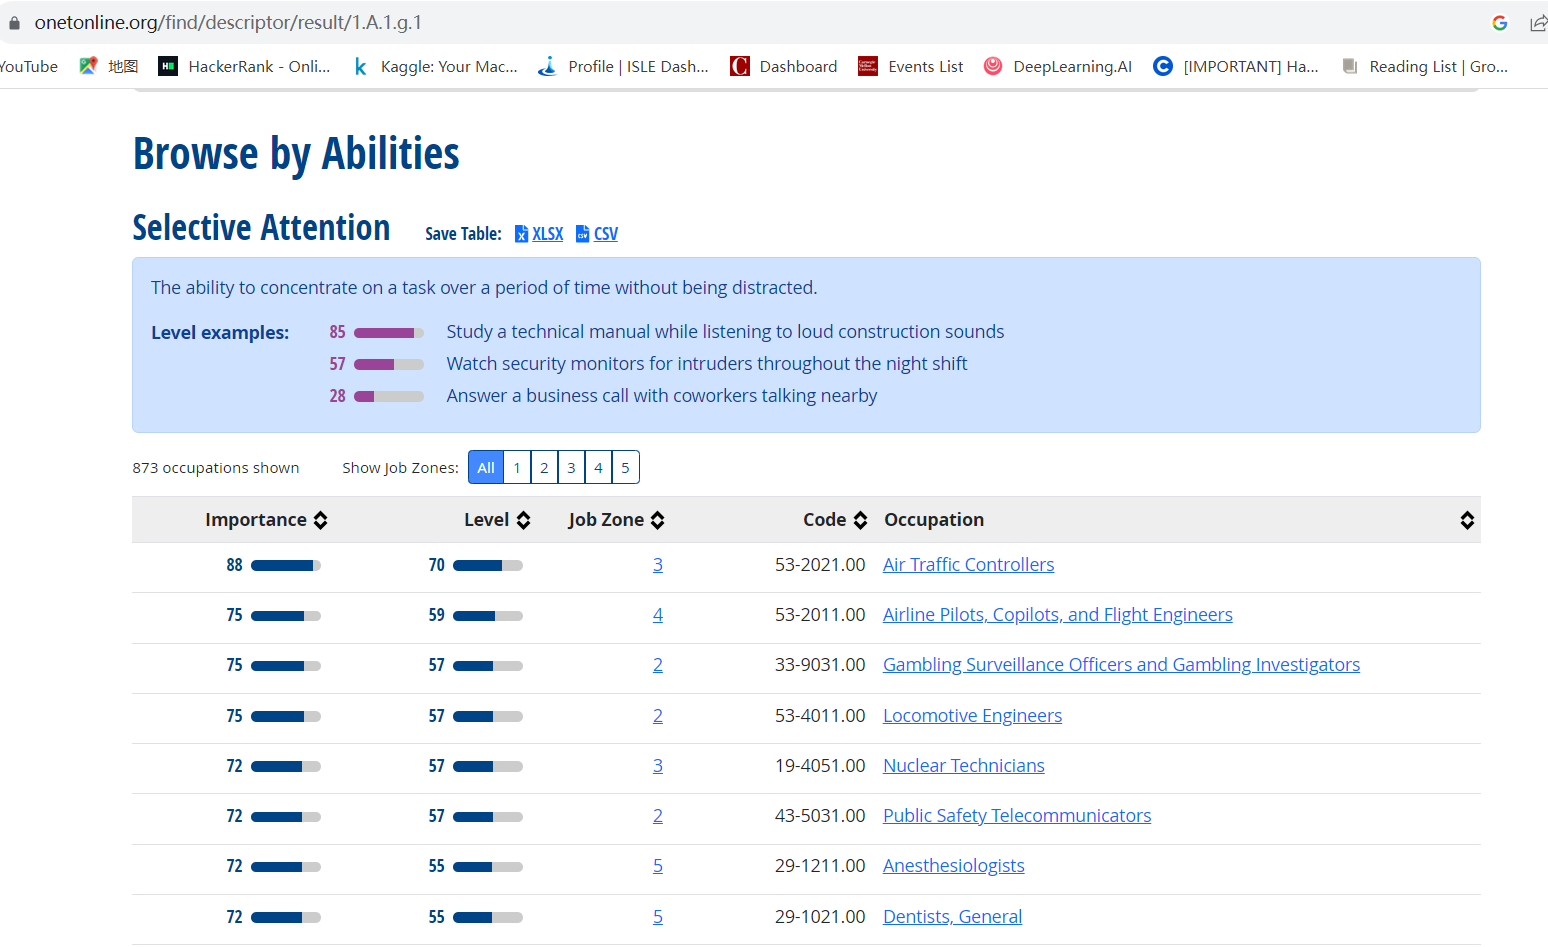 onetonline.org/find/descriptor/result/1.A.1.g.1
YouTube 地图 HackerRank - Onli... Kaggle: Your Mac... Profile | ISLE Dash... Dashboard Events List DeepLearning.AI [IMPORTANT] Ha... Reading List | Gro...
Browse by Abilities
Selective Attention Save Table: XLSX CSV
The ability to concentrate on a task over a period of time without being distracted.
Level examples: 85 Study a technical manual while listening to loud construction sounds
57 Watch security monitors for intruders throughout the night shift
28 Answer a business call with coworkers talking nearby
873 occupations shown Show Job Zones: All 1 2 3 4 5
Importance Level Job Zone Code Occupation
88 70 3 53-2021.00 Air Traffic Controllers
75 59 4 53-2011.00 Airline Pilots, Copilots, and Flight Engineers
75 57 2 33-9031.00 Gambling Surveillance Officers and Gambling Investigators
75 57 2 53-4011.00 Locomotive Engineers
72 57 3 19-4051.00 Nuclear Technicians
72 57 2 43-5031.00 Public Safety Telecommunicators
72 55 5 29-1211.00 Anesthesiologists
72 55 5 29-1021.00 Dentists, General